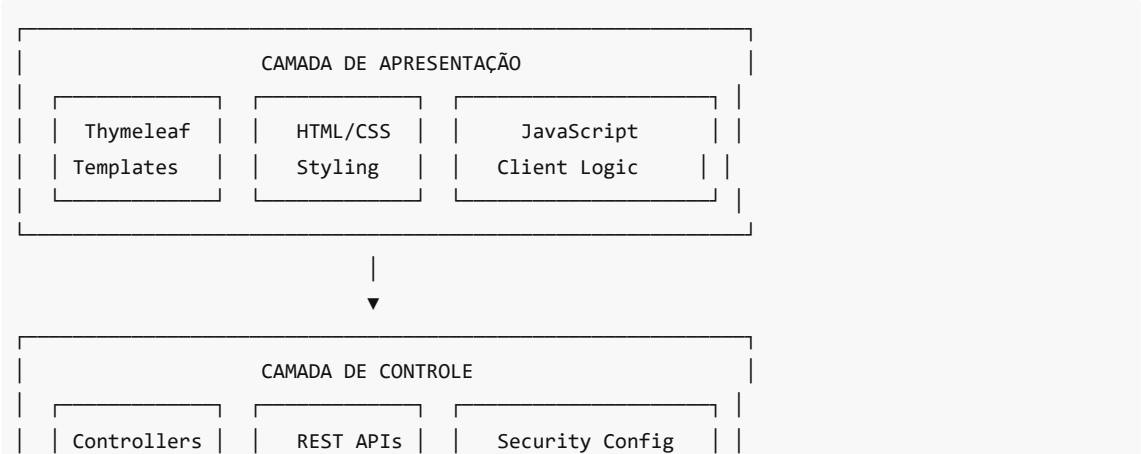 CAMADA DE APRESENTAÇÃO
Thymeleaf HTML/CSS JavaScript
Templates Styling Client Logic
CAMADA DE CONTROLE
Controllers REST APIs Security Config